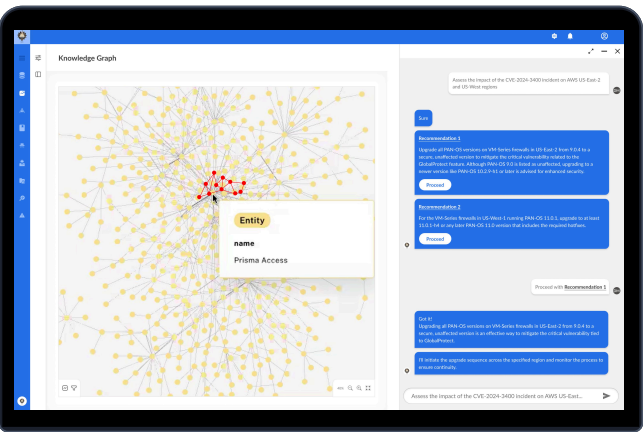 Knowledge Graph
Entity
name
Prisma Access
Assess the impact of the CVE-2024-3400 incident on AWS US-East-2
and US-West regions
Sure
Recommendation 1
Upgrade all PAN-OS versions on VM-Series firewalls in US-East-2 from 9.0.4 to a
secure, unaffected version to mitigate the critical vulnerability related to the
GlobalProtect feature. Although PAN-OS 9.0 is listed as unaffected, upgrading to a
newer version like PAN-OS 10.2.9-h1 or later is advised for enhanced security.
Proceed
Recommendation 2
For the VM-Series firewalls in US-West-1 running PAN-OS 11.0.1, upgrade to at least
11.0.1-h4 or any later PAN-OS 11.0 version that includes the required hotfixes.
Proceed
Proceed with Recommendation 1
Got it!
Upgrading all PAN-OS versions on VM-Series firewalls in US-East-2 from 9.0.4 to a
secure, unaffected version is an effective way to mitigate the critical vulnerability tied
to GlobalProtect.
I'll initiate the upgrade sequence across the specified region and monitor the process to
ensure continuity.
Assess the impact of the CVE-2024-3400 incident on AWS US-East...